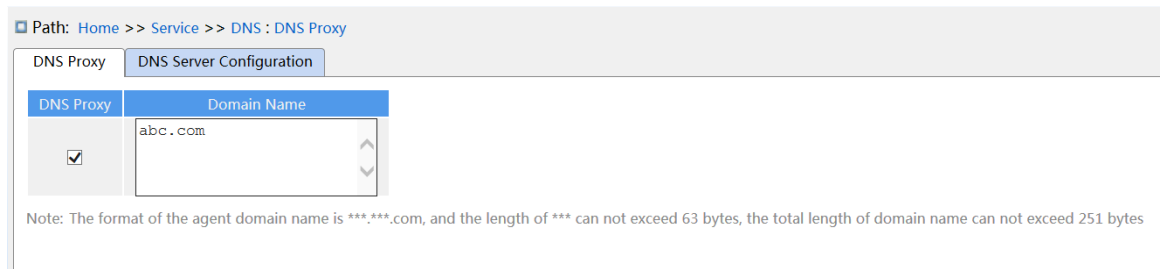 Path: Home >> Service >> DNS : DNS Proxy
DNS Proxy DNS Server Configuration
DNS Proxy Domain Name
abc.com
Note: The format of the agent domain name is ***.***.com, and the length of *** can not exceed 63 bytes, the total length of domain name can not exceed 251 bytes